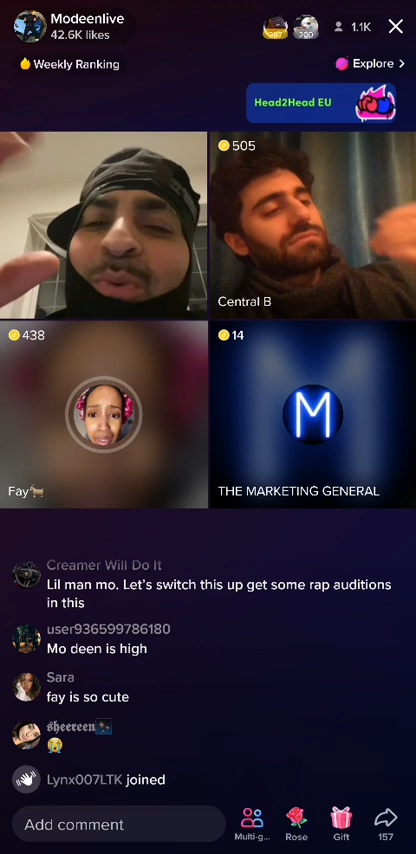 Modeenlive
42.6K likes
1.1K
Weekly Ranking
Explore >
Head2Head EU
505
Central B
438
14
M
Fay🐐
THE MARKETING GENERAL
Creamer Will Do It
Lil man mo. Let's switch this up get some rap auditions
in this
user936599786180
Mo deen is high
Sara
fay is so cute
𝖘𝖍𝖊𝖊𝖗𝖊𝖊𝖓🌃
😭
Lynx007LTK joined
Add comment
Multi-g...
Rose
Gift
157